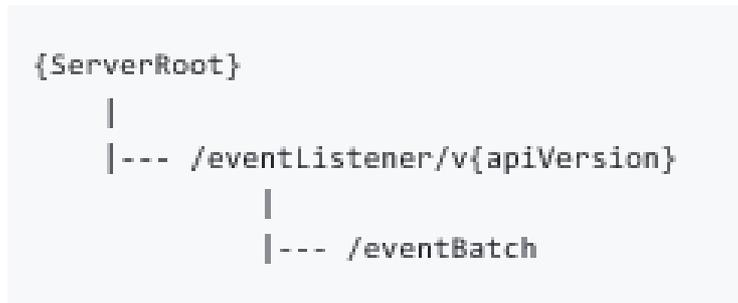 {ServerRoot}
|
|--- /eventListener/v{apiVersion}
|
|--- /eventBatch